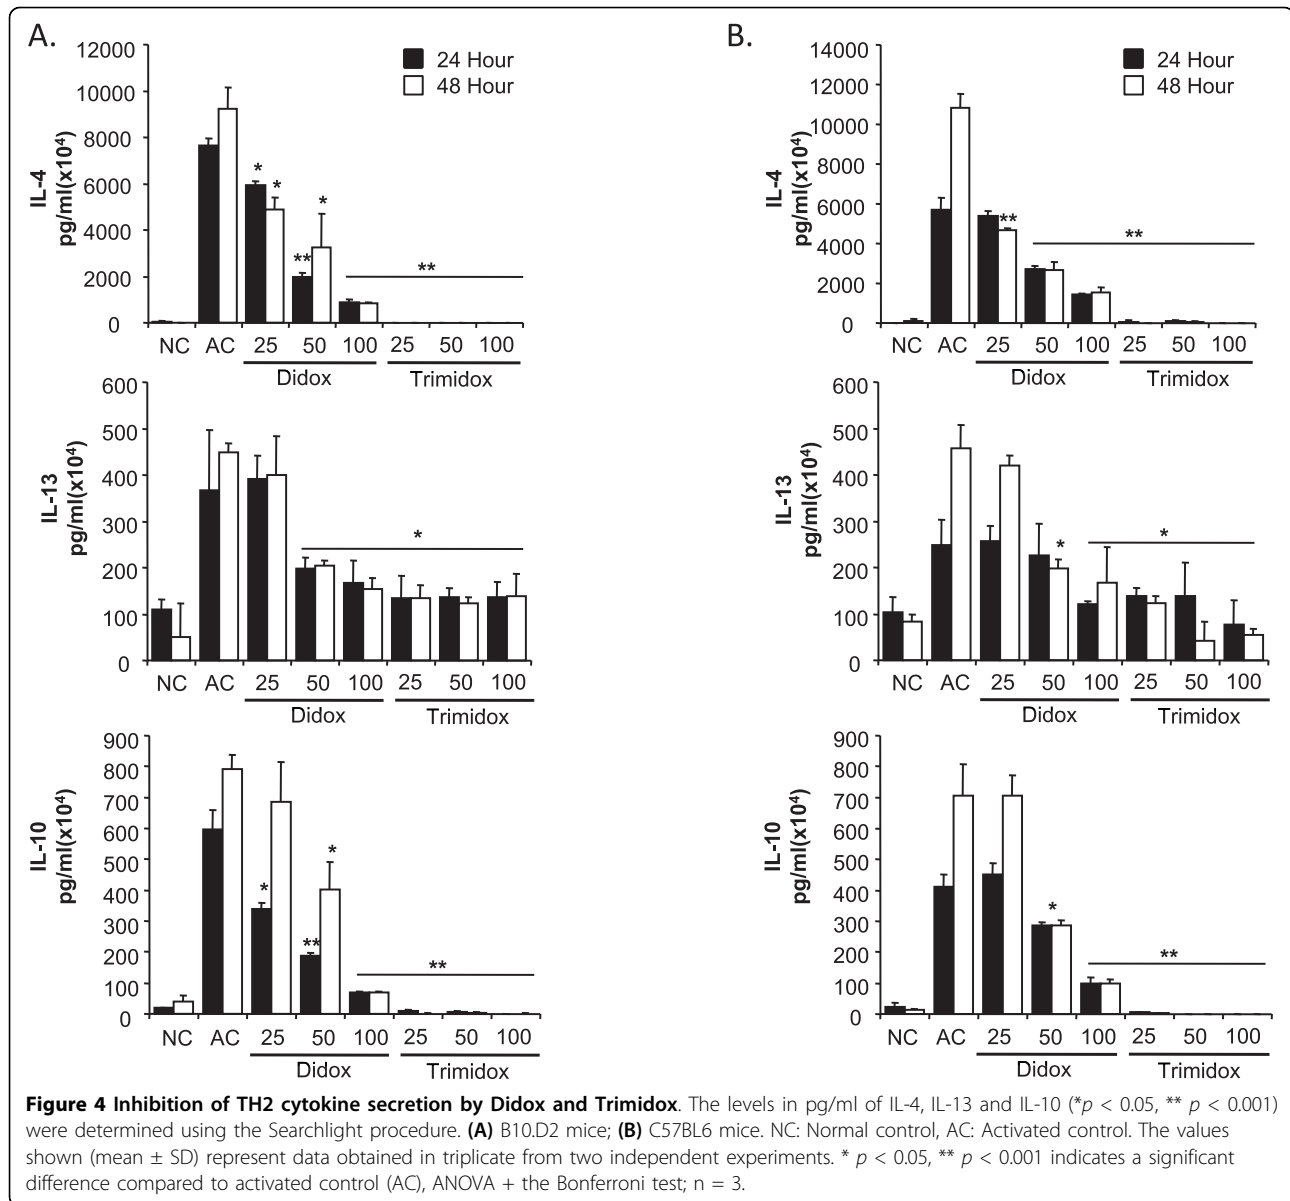 A.
12000
10000
8000
6000
4000
2000
0
IL-4
pg/ml(x10⁴)
24 Hour
48 Hour
*
*
**
*
**
NC AC 25 50 100 25 50 100
Didox Trimidox
600
500
400
300
200
100
0
IL-13
pg/ml(x10⁴)
*
NC AC 25 50 100 25 50 100
Didox Trimidox
900
800
700
600
500
400
300
200
100
0
IL-10
pg/ml(x10⁴)
*
**
*
**
NC AC 25 50 100 25 50 100
Didox Trimidox
B.
14000
12000
10000
8000
6000
4000
2000
0
IL-4
pg/ml(x10⁴)
24 Hour
48 Hour
**
**
NC AC 25 50 100 25 50 100
Didox Trimidox
600
500
400
300
200
100
0
IL-13
pg/ml(x10⁴)
*
*
NC AC 25 50 100 25 50 100
Didox Trimidox
900
800
700
600
500
400
300
200
100
0
IL-10
pg/ml(x10⁴)
*
**
NC AC 25 50 100 25 50 100
Didox Trimidox
Figure 4 Inhibition of TH2 cytokine secretion by Didox and Trimidox. The levels in pg/ml of IL-4, IL-13 and IL-10 (*p < 0.05, ** p < 0.001)
were determined using the Searchlight procedure. (A) B10.D2 mice; (B) C57BL6 mice. NC: Normal control, AC: Activated control. The values
shown (mean ± SD) represent data obtained in triplicate from two independent experiments. * p < 0.05, ** p < 0.001 indicates a significant
difference compared to activated control (AC), ANOVA + the Bonferroni test; n = 3.